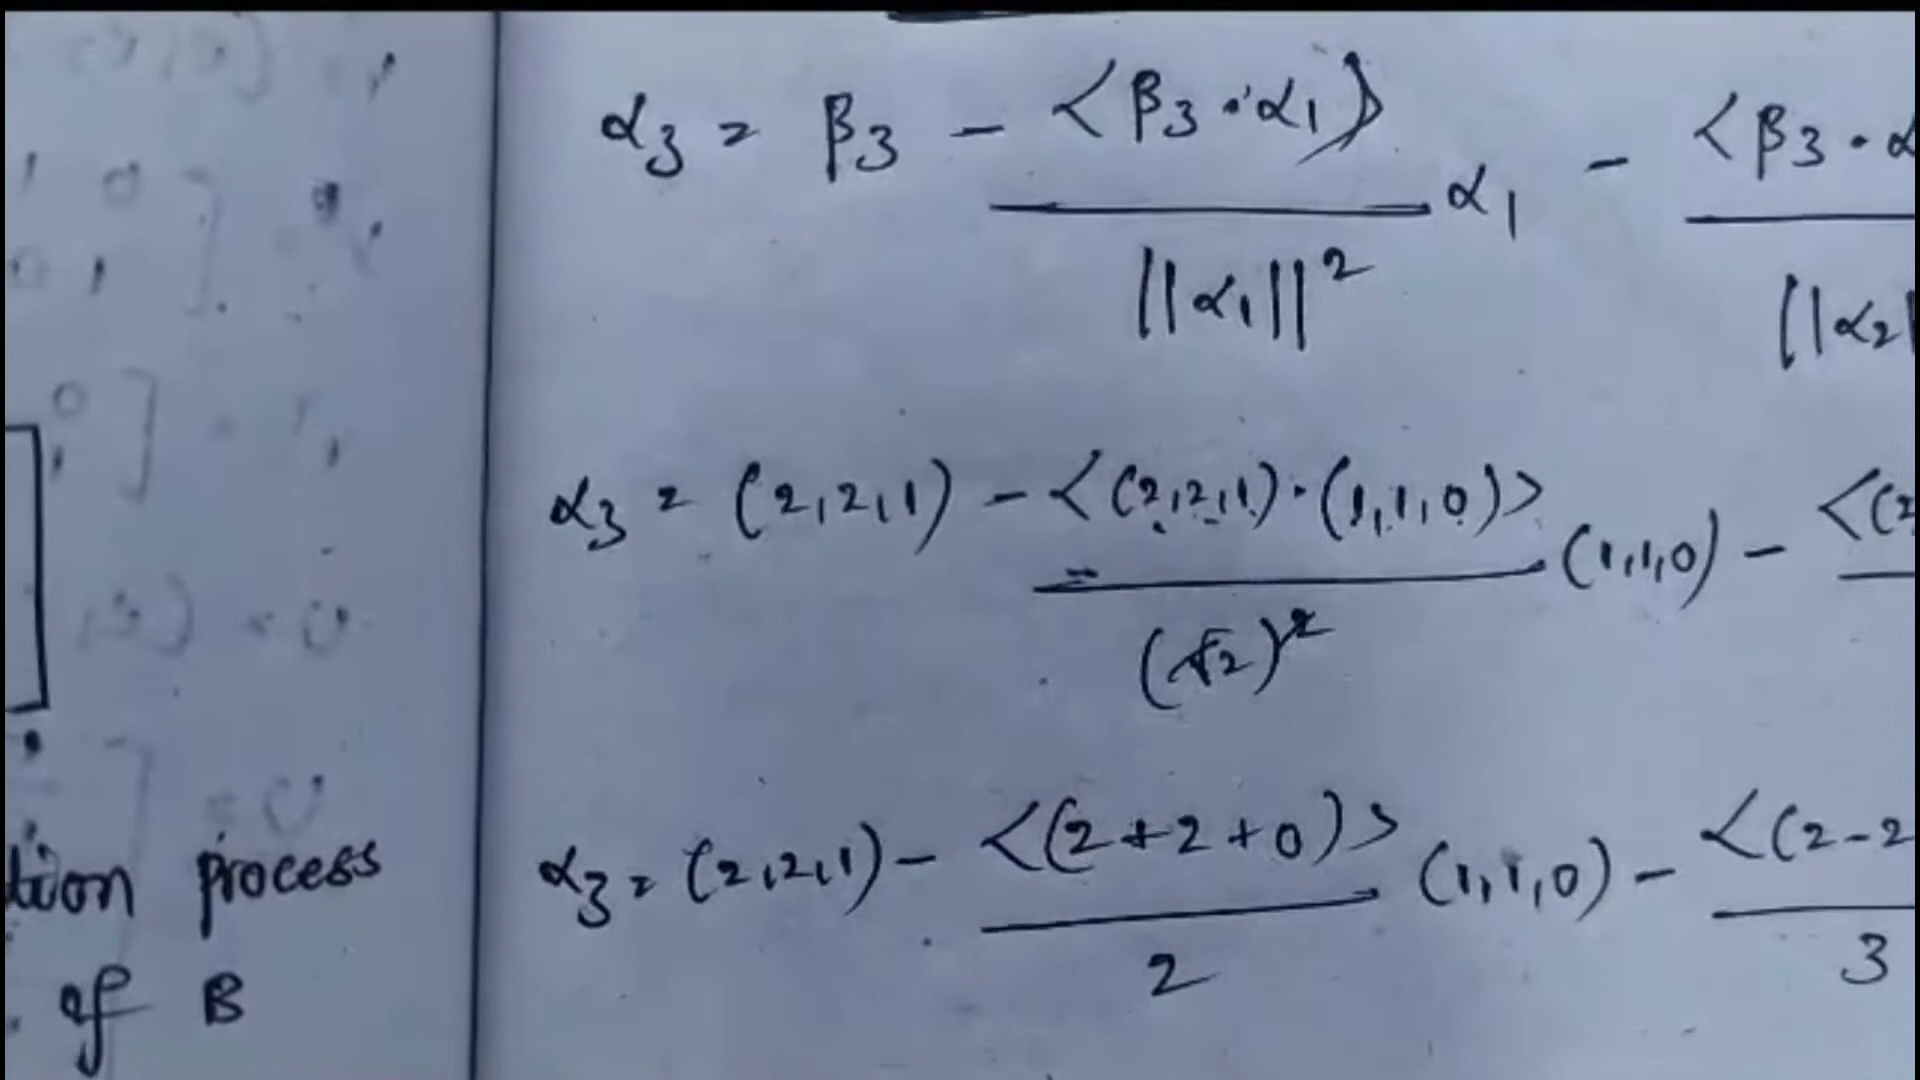 α₃ = β₃ - <β₃ · α₁> / ||α₁||² α₁ - <β₃ · α / ||α₂|
α₃ = (2,2,1) - <(2,2,1) · (1,1,0)> / (√2)² (1,1,0) - <(2
α₃ = (2,2,1) - <(2+2+0)> / 2 (1,1,0) - <(2-2 / 3
tion process
of B